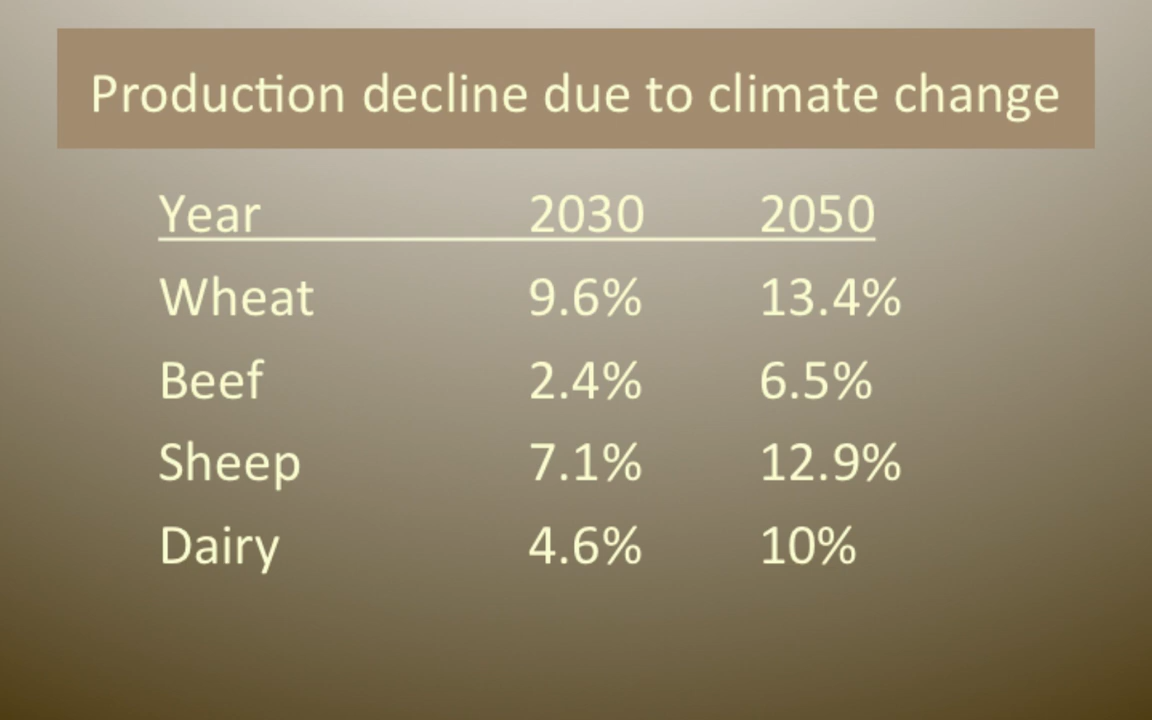 Production decline due to climate change
Year 2030 2050
Wheat 9.6% 13.4%
Beef 2.4% 6.5%
Sheep 7.1% 12.9%
Dairy 4.6% 10%